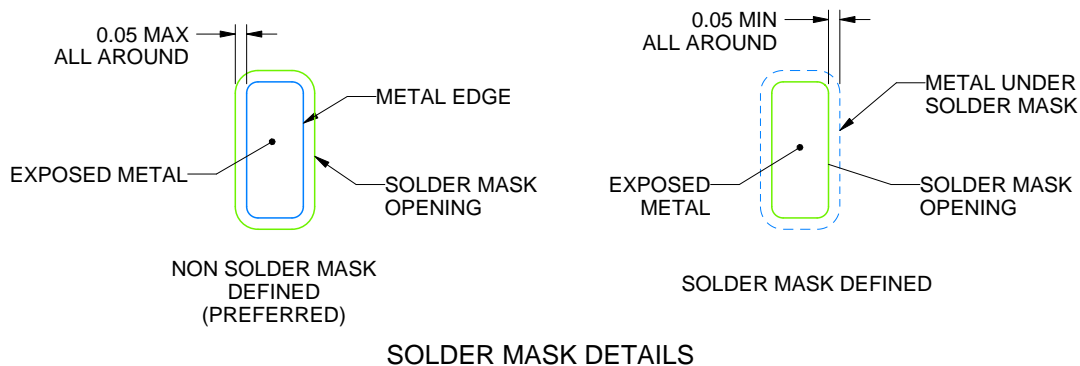 0.05 MAX
ALL AROUND
METAL EDGE
EXPOSED METAL
SOLDER MASK
OPENING
NON SOLDER MASK
DEFINED
(PREFERRED)
0.05 MIN
ALL AROUND
METAL UNDER
SOLDER MASK
EXPOSED
METAL
SOLDER MASK
OPENING
SOLDER MASK DEFINED
SOLDER MASK DETAILS